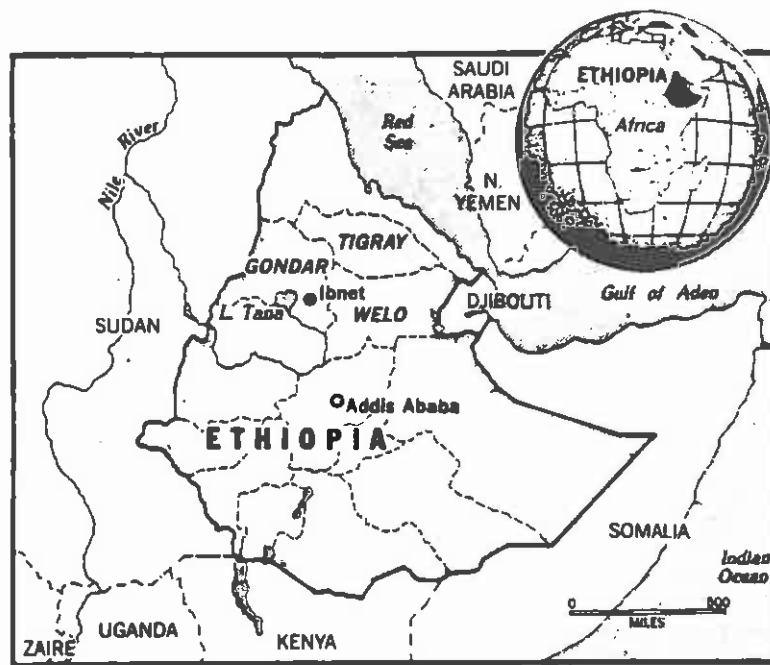 SAUDI
ARABIA
ETHIOPIA
Africa
Red
Sea
N.
YEMEN
Nile River
TIGRAY
GONDAR
Ibnet
L. Tana
WELO
DJIBOUTI
Gulf of Aden
SUDAN
Addis Ababa
ETHIOPIA
SOMALIA
Indian
Ocean
0
MILES
UGANDA
ZAIRE
KENYA